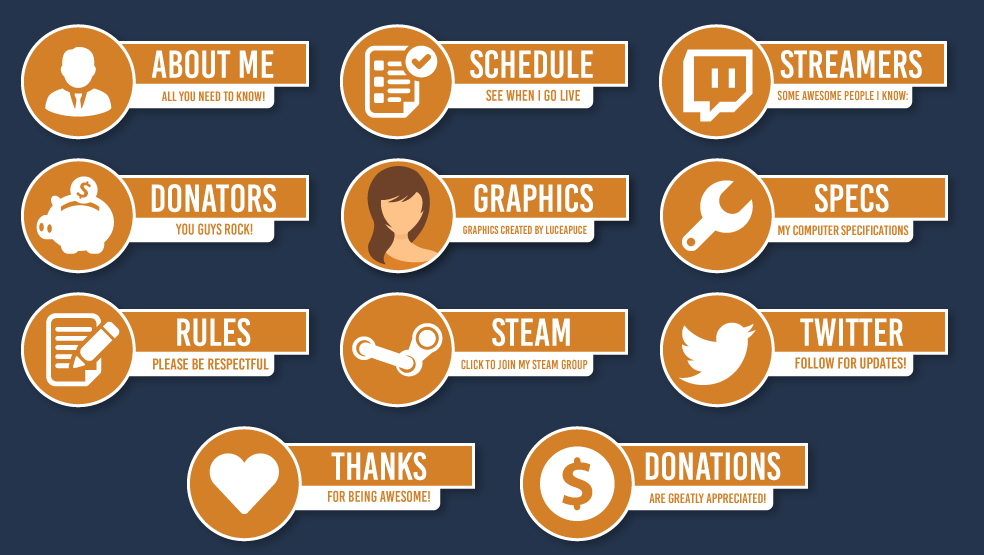 ABOUT ME
ALL YOU NEED TO KNOW!
SCHEDULE
SEE WHEN I GO LIVE
STREAMERS
SOME AWESOME PEOPLE I KNOW:
DONATORS
YOU GUYS ROCK!
GRAPHICS
GRAPHICS CREATED BY LUCEAPUCE
SPECS
MY COMPUTER SPECIFICATIONS
RULES
PLEASE BE RESPECTFUL
STEAM
CLICK TO JOIN MY STEAM GROUP
TWITTER
FOLLOW FOR UPDATES!
THANKS
FOR BEING AWESOME!
$
DONATIONS
ARE GREATLY APPRECIATED!